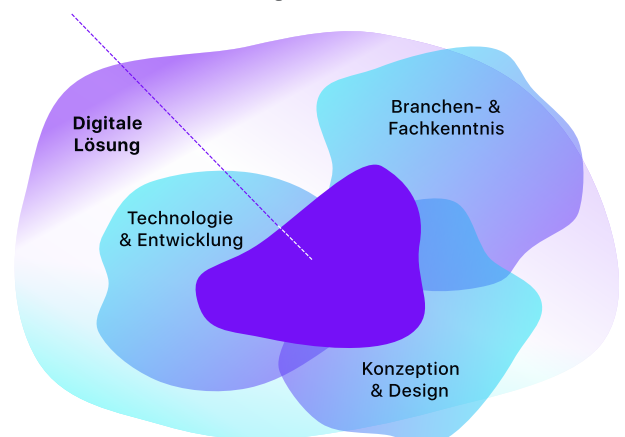 Digitale
Lösung
Branchen- &
Fachkenntnis
Technologie
& Entwicklung
Konzeption
& Design